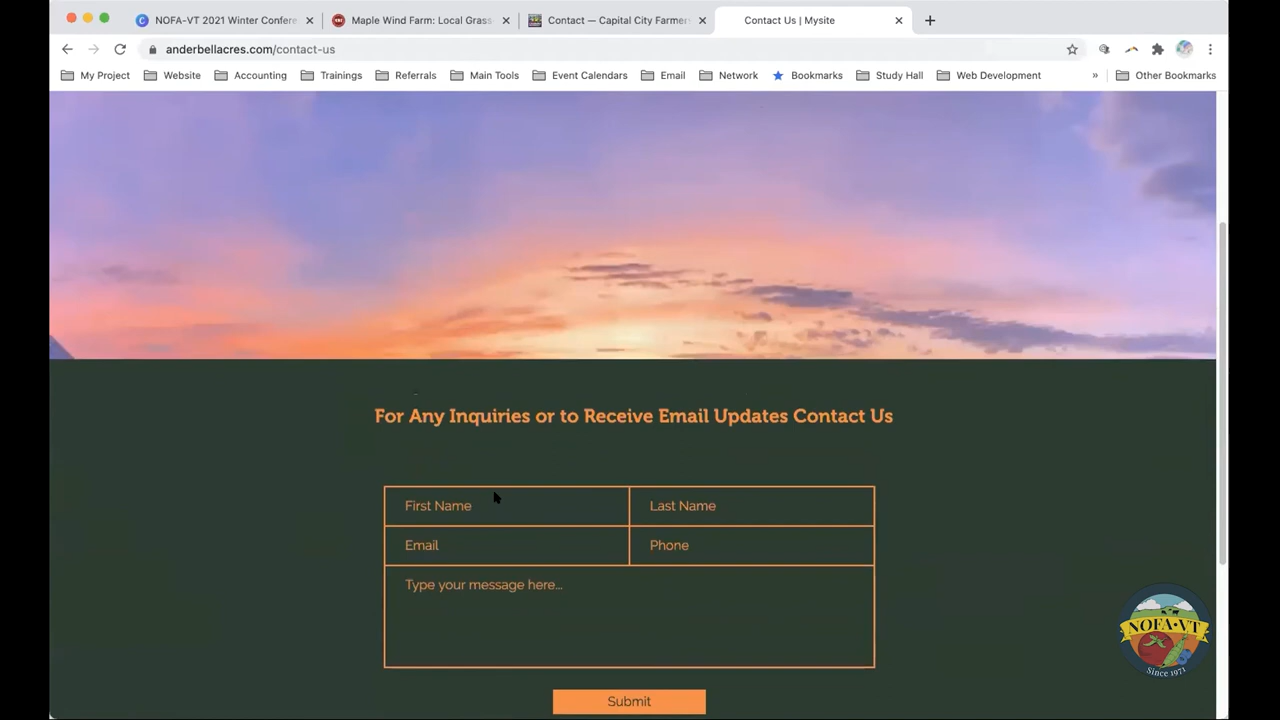 NOFA-VT 2021 Winter Confere
Maple Wind Farm: Local Grass
Contact — Capital City Farmer
Contact Us | Mysite
anderbellacres.com/contact-us
My Project
Website
Accounting
Trainings
Referrals
Main Tools
Event Calendars
Email
Network
Bookmarks
Study Hall
Web Development
»
Other Bookmarks
For Any Inquiries or to Receive Email Updates Contact Us
First Name
Last Name
Email
Phone
Type your message here...
Submit
NOFA•VT
Since 1971